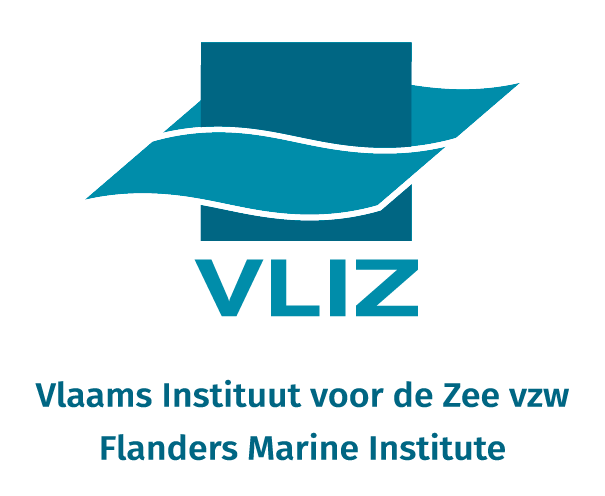 VLIZ
Vlaams Instituut voor de Zee vzw
Flanders Marine Institute